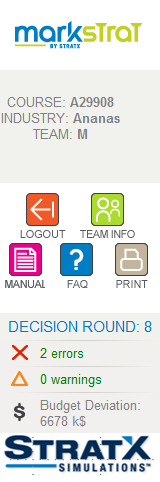 markstrat
BY STRATX
COURSE: A29908
INDUSTRY: Ananas
TEAM: M
LOGOUT TEAM INFO
MANUAL FAQ PRINT
DECISION ROUND: 8
2 errors
0 warnings
$ Budget Deviation:
6678 k$
STRATX
SIMULATIONS™